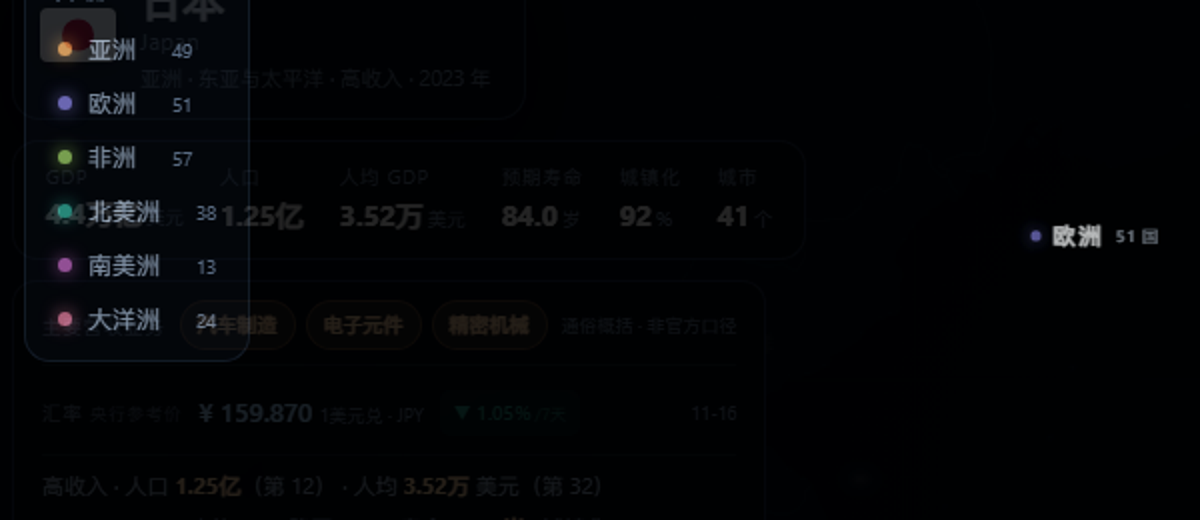 日本
Japan
亚洲 49
亚洲 · 东亚与太平洋 · 高收入 · 2023 年
欧洲 51
非洲 57
北美洲 38
南美洲 13
大洋洲 24
GDP 人口 人均 GDP 预期寿命 城镇化 城市
1.25亿 3.52万 美元 84.0 岁 92 % 41 个
欧洲 51 国
汽车制造 电子元件 精密机械 通俗概括 · 非官方口径
汇率 央行参考价 ¥ 159.870 1美元兑 · JPY ▼ 1.05% /7天 11-16
高收入 · 人口 1.25亿（第 12） · 人均 3.52万 美元（第 32）